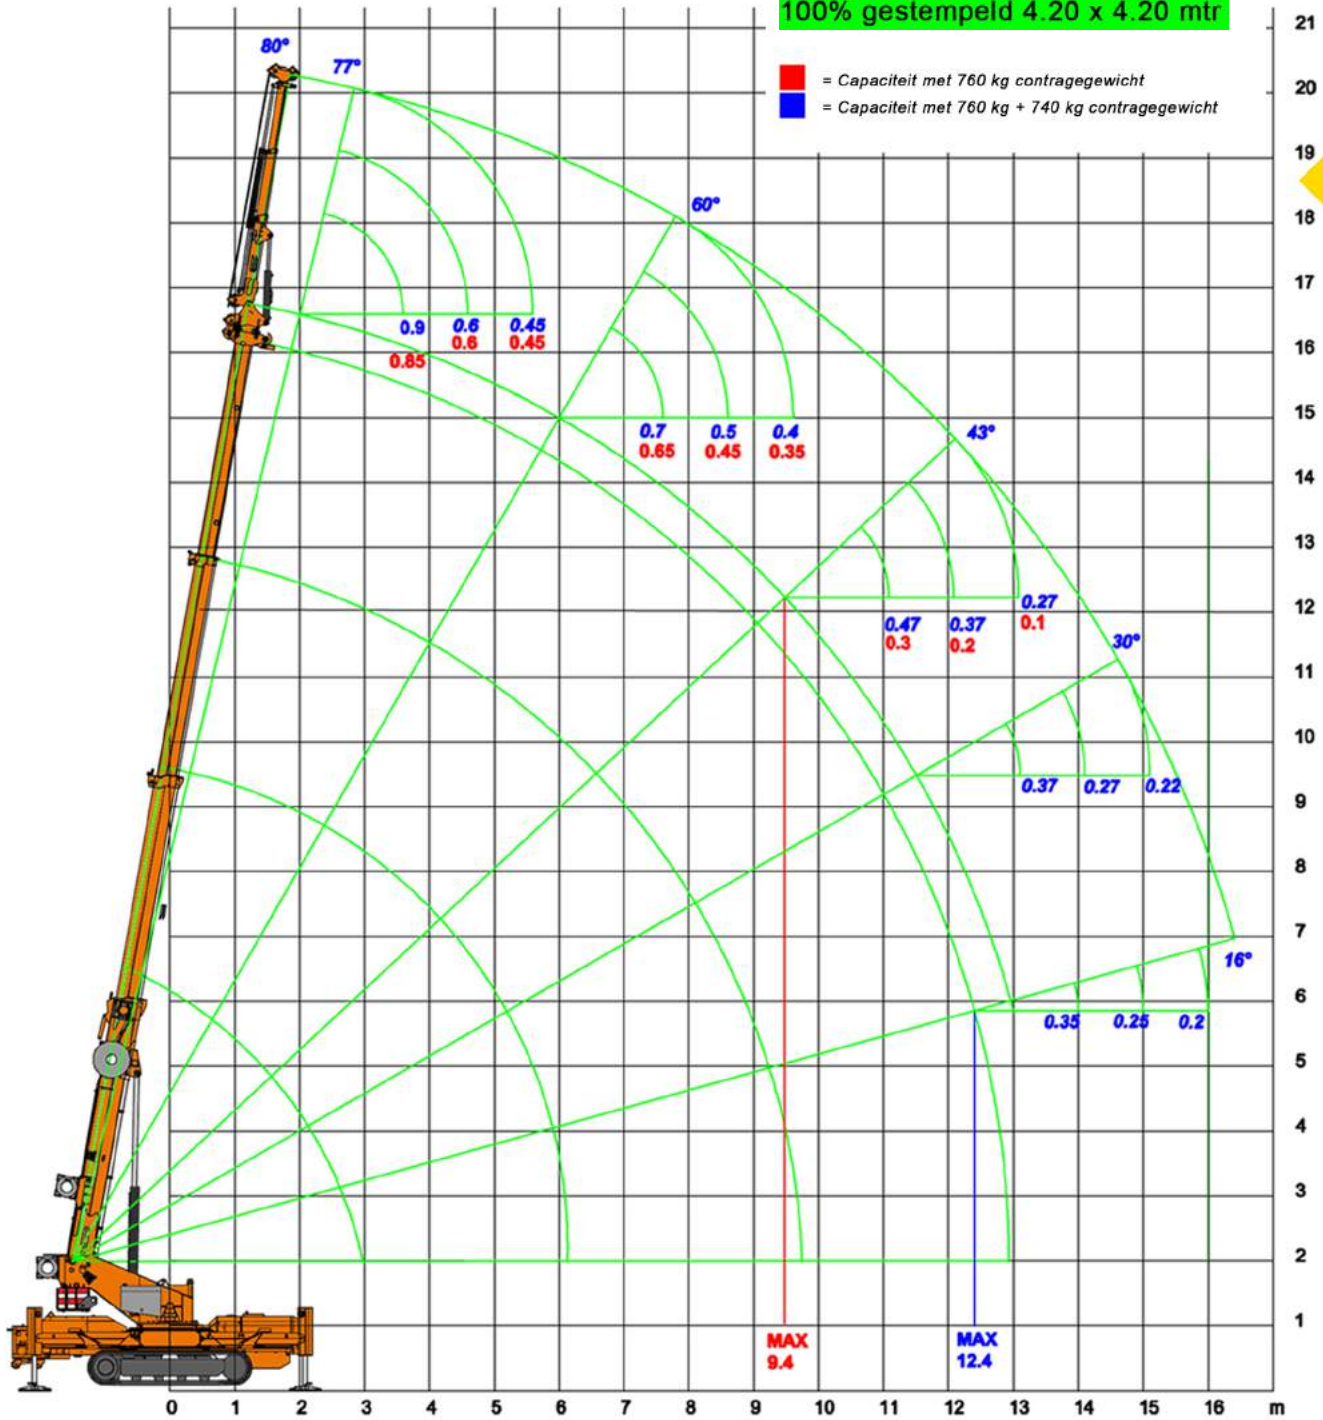 100% gestempeld 4.20 x 4.20 mtr
= Capaciteit met 760 kg contragegewicht
= Capaciteit met 760 kg + 740 kg contragegewicht
80°
77°
60°
43°
30°
16°
0.9 0.6 0.45
0.85 0.6 0.45
0.7 0.5 0.4
0.65 0.45 0.35
0.47 0.37 0.27
0.3 0.2 0.1
0.37 0.27 0.22
0.35 0.25 0.2
MAX
9.4
MAX
12.4
21
20
19
18
17
16
15
14
13
12
11
10
9
8
7
6
5
4
3
2
1
0 1 2 3 4 5 6 7 8 9 10 11 12 13 14 15 16 m